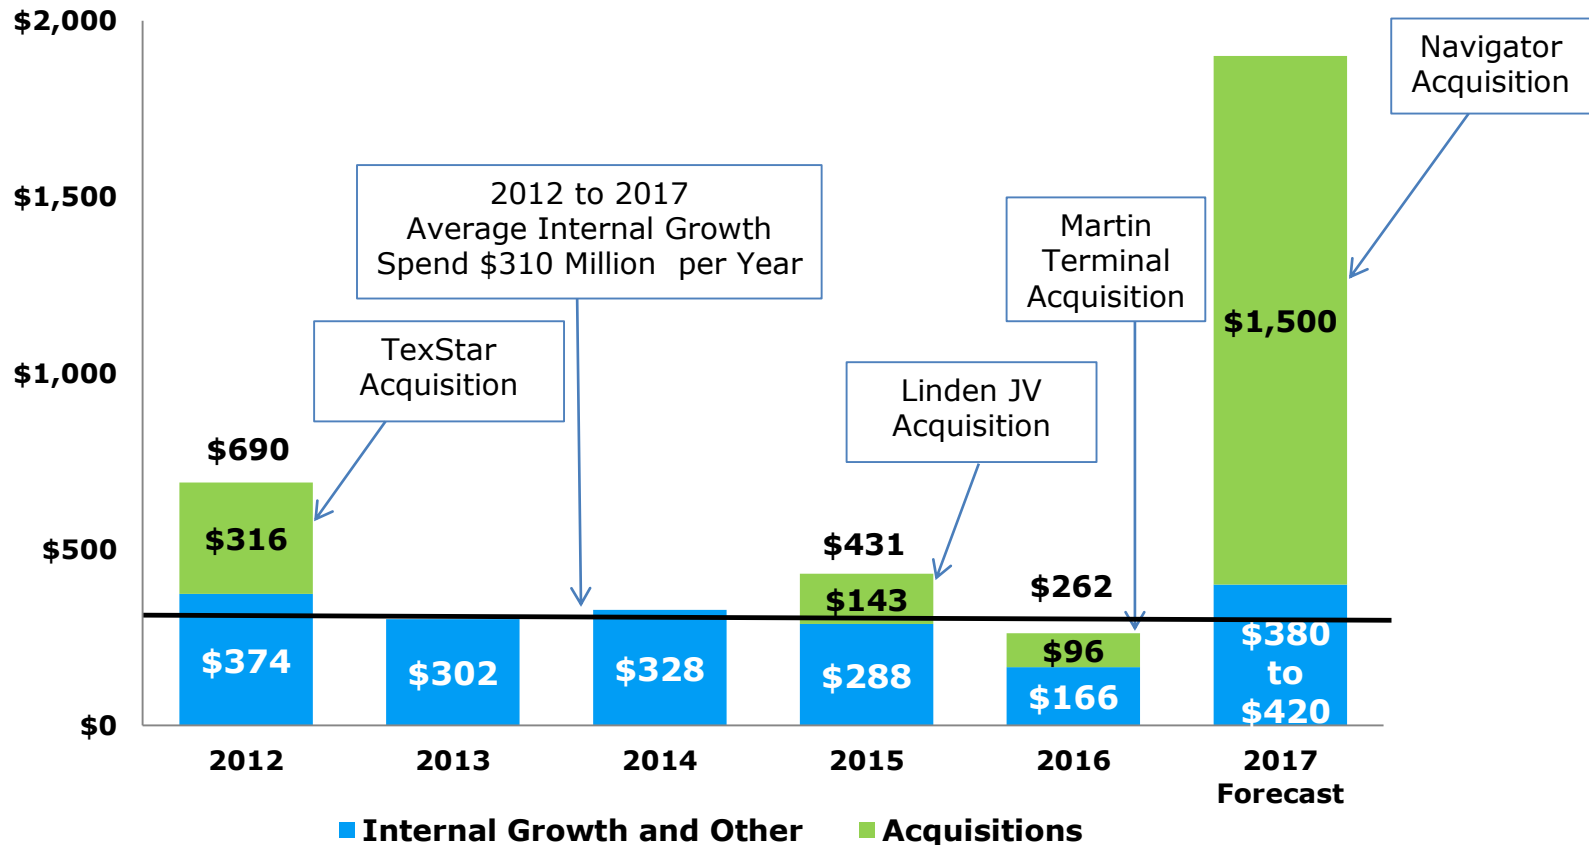 $2,000
$1,500
$1,000
$500
$0
Navigator
Acquisition
2012 to 2017
Average Internal Growth
Spend $310 Million  per Year
Martin
Terminal
Acquisition
TexStar
Acquisition
Linden JV
Acquisition
$690
$316
$374
$302
$328
$431
$143
$288
$262
$96
$166
$1,500
$380
to
$420
2012
2013
2014
2015
2016
2017
Forecast
Internal Growth and Other
Acquisitions